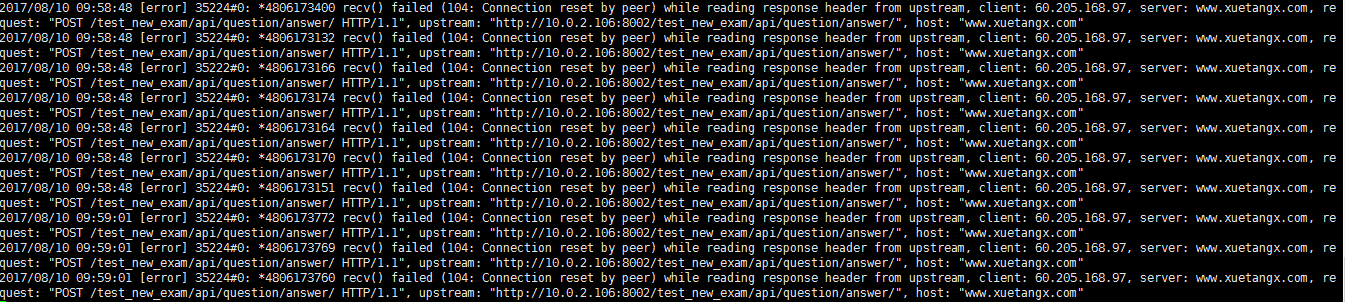 2017/08/10 09:58:48 [error] 35224#0: *4806173400 recv() failed (104: Connection reset by peer) while reading response header from upstream, client: 60.205.168.97, server: www.xuetangx.com, re
quest: "POST /test_new_exam/api/question/answer/ HTTP/1.1", upstream: "http://10.0.2.106:8002/test_new_exam/api/question/answer/", host: "www.xuetangx.com"
2017/08/10 09:58:48 [error] 35224#0: *4806173132 recv() failed (104: Connection reset by peer) while reading response header from upstream, client: 60.205.168.97, server: www.xuetangx.com, re
quest: "POST /test_new_exam/api/question/answer/ HTTP/1.1", upstream: "http://10.0.2.106:8002/test_new_exam/api/question/answer/", host: "www.xuetangx.com"
2017/08/10 09:58:48 [error] 35222#0: *4806173166 recv() failed (104: Connection reset by peer) while reading response header from upstream, client: 60.205.168.97, server: www.xuetangx.com, re
quest: "POST /test_new_exam/api/question/answer/ HTTP/1.1", upstream: "http://10.0.2.106:8002/test_new_exam/api/question/answer/", host: "www.xuetangx.com"
2017/08/10 09:58:48 [error] 35224#0: *4806173174 recv() failed (104: Connection reset by peer) while reading response header from upstream, client: 60.205.168.97, server: www.xuetangx.com, re
quest: "POST /test_new_exam/api/question/answer/ HTTP/1.1", upstream: "http://10.0.2.106:8002/test_new_exam/api/question/answer/", host: "www.xuetangx.com"
2017/08/10 09:58:48 [error] 35224#0: *4806173164 recv() failed (104: Connection reset by peer) while reading response header from upstream, client: 60.205.168.97, server: www.xuetangx.com, re
quest: "POST /test_new_exam/api/question/answer/ HTTP/1.1", upstream: "http://10.0.2.106:8002/test_new_exam/api/question/answer/", host: "www.xuetangx.com"
2017/08/10 09:58:48 [error] 35224#0: *4806173170 recv() failed (104: Connection reset by peer) while reading response header from upstream, client: 60.205.168.97, server: www.xuetangx.com, re
quest: "POST /test_new_exam/api/question/answer/ HTTP/1.1", upstream: "http://10.0.2.106:8002/test_new_exam/api/question/answer/", host: "www.xuetangx.com"
2017/08/10 09:58:48 [error] 35224#0: *4806173151 recv() failed (104: Connection reset by peer) while reading response header from upstream, client: 60.205.168.97, server: www.xuetangx.com, re
quest: "POST /test_new_exam/api/question/answer/ HTTP/1.1", upstream: "http://10.0.2.106:8002/test_new_exam/api/question/answer/", host: "www.xuetangx.com"
2017/08/10 09:59:01 [error] 35224#0: *4806173772 recv() failed (104: Connection reset by peer) while reading response header from upstream, client: 60.205.168.97, server: www.xuetangx.com, re
quest: "POST /test_new_exam/api/question/answer/ HTTP/1.1", upstream: "http://10.0.2.106:8002/test_new_exam/api/question/answer/", host: "www.xuetangx.com"
2017/08/10 09:59:01 [error] 35224#0: *4806173769 recv() failed (104: Connection reset by peer) while reading response header from upstream, client: 60.205.168.97, server: www.xuetangx.com, re
quest: "POST /test_new_exam/api/question/answer/ HTTP/1.1", upstream: "http://10.0.2.106:8002/test_new_exam/api/question/answer/", host: "www.xuetangx.com"
2017/08/10 09:59:01 [error] 35224#0: *4806173760 recv() failed (104: Connection reset by peer) while reading response header from upstream, client: 60.205.168.97, server: www.xuetangx.com, re
quest: "POST /test_new_exam/api/question/answer/ HTTP/1.1", upstream: "http://10.0.2.106:8002/test_new_exam/api/question/answer/", host: "www.xuetangx.com"